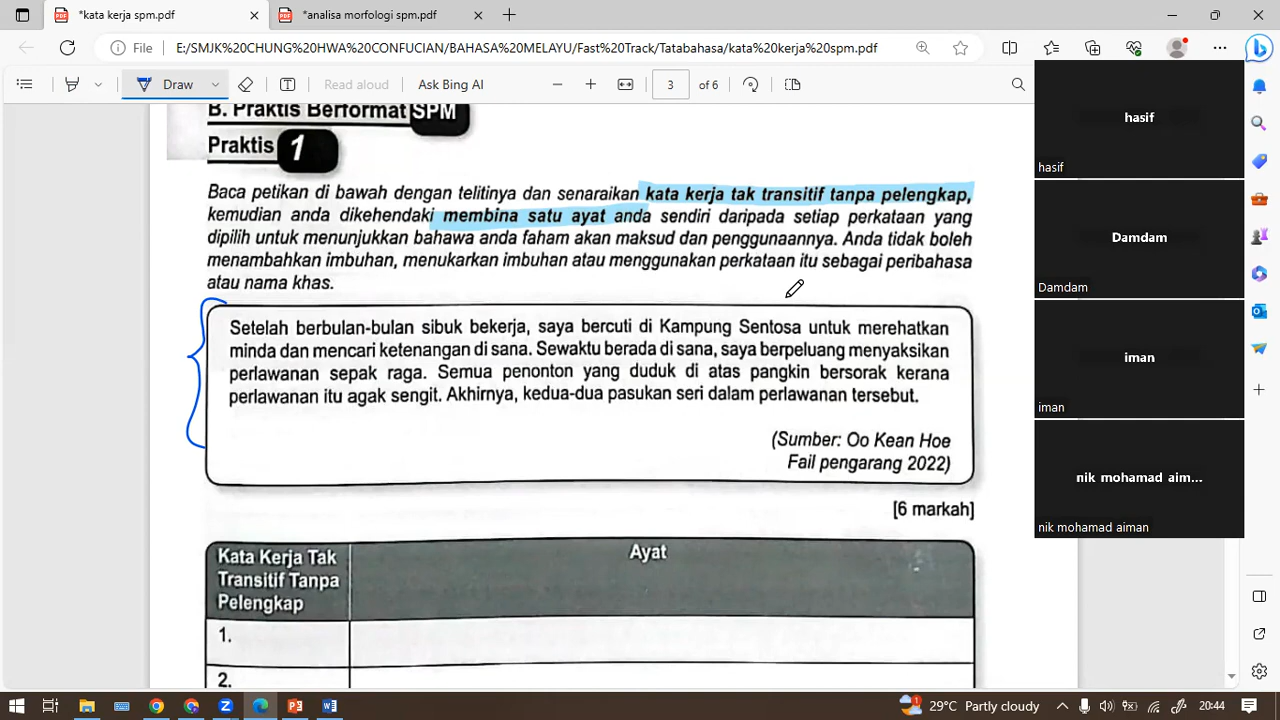 *kata kerja spm.pdf
*analisa morfologi spm.pdf
File
E:/SMJK%20CHUNG%20HWA%20CONFUCIAN/BAHASA%20MELAYU/Fast%20Track/Tatabahasa/kata%20kerja%20spm.pdf
Draw
Read aloud
Ask Bing AI
3
of 6
B. Praktis Berformat SPM
Praktis 1
Baca petikan di bawah dengan telitinya dan senaraikan kata kerja tak transitif tanpa pelengkap,
kemudian anda dikehendaki membina satu ayat anda sendiri daripada setiap perkataan yang
dipilih untuk menunjukkan bahawa anda faham akan maksud dan penggunaannya. Anda tidak boleh
menambahkan imbuhan, menukarkan imbuhan atau menggunakan perkataan itu sebagai peribahasa
atau nama khas.
Setelah berbulan-bulan sibuk bekerja, saya bercuti di Kampung Sentosa untuk merehatkan
minda dan mencari ketenangan di sana. Sewaktu berada di sana, saya berpeluang menyaksikan
perlawanan sepak raga. Semua penonton yang duduk di atas pangkin bersorak kerana
perlawanan itu agak sengit. Akhirnya, kedua-dua pasukan seri dalam perlawanan tersebut.
(Sumber: Oo Kean Hoe
Fail pengarang 2022)
[6 markah]
Kata Kerja Tak
Transitif Tanpa
Pelengkap
Ayat
1.
2.
hasif
hasif
Damdam
Damdam
iman
iman
nik mohamad aim...
nik mohamad aiman
1
29°C Partly cloudy
20:44